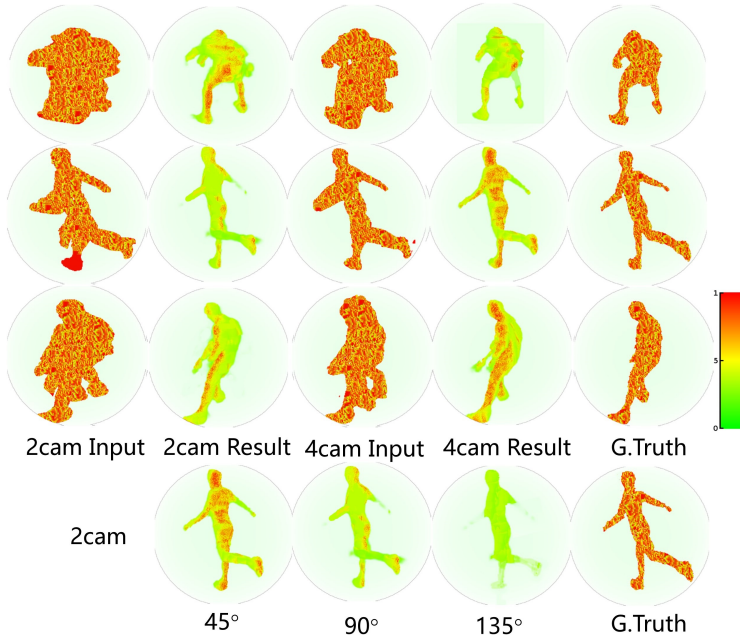 1
5
0
2cam Input 2cam Result 4cam Input 4cam Result G.Truth
2cam
45° 90° 135° G.Truth